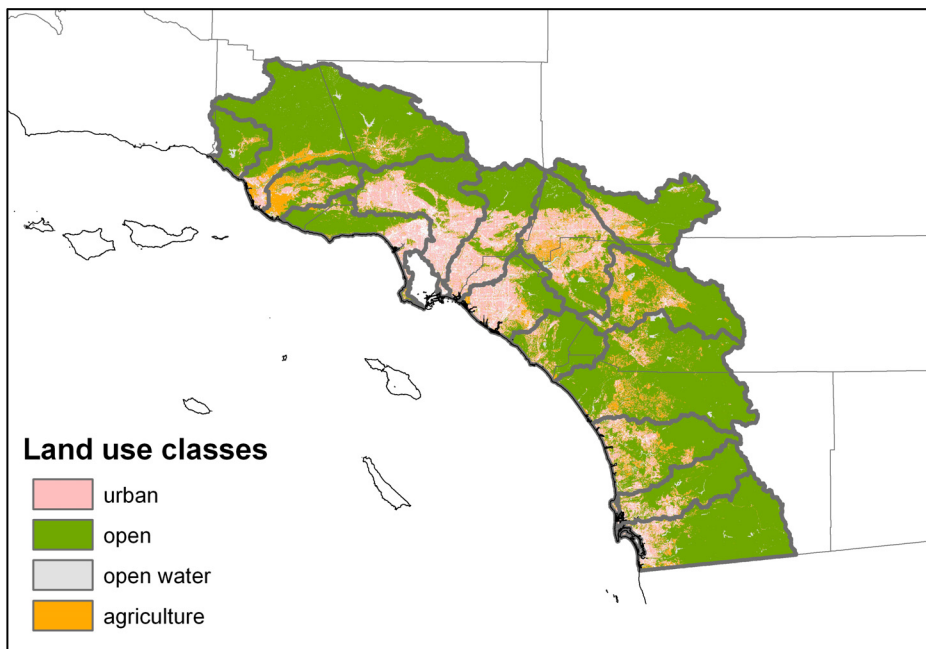 Land use classes
urban
open
open water
agriculture